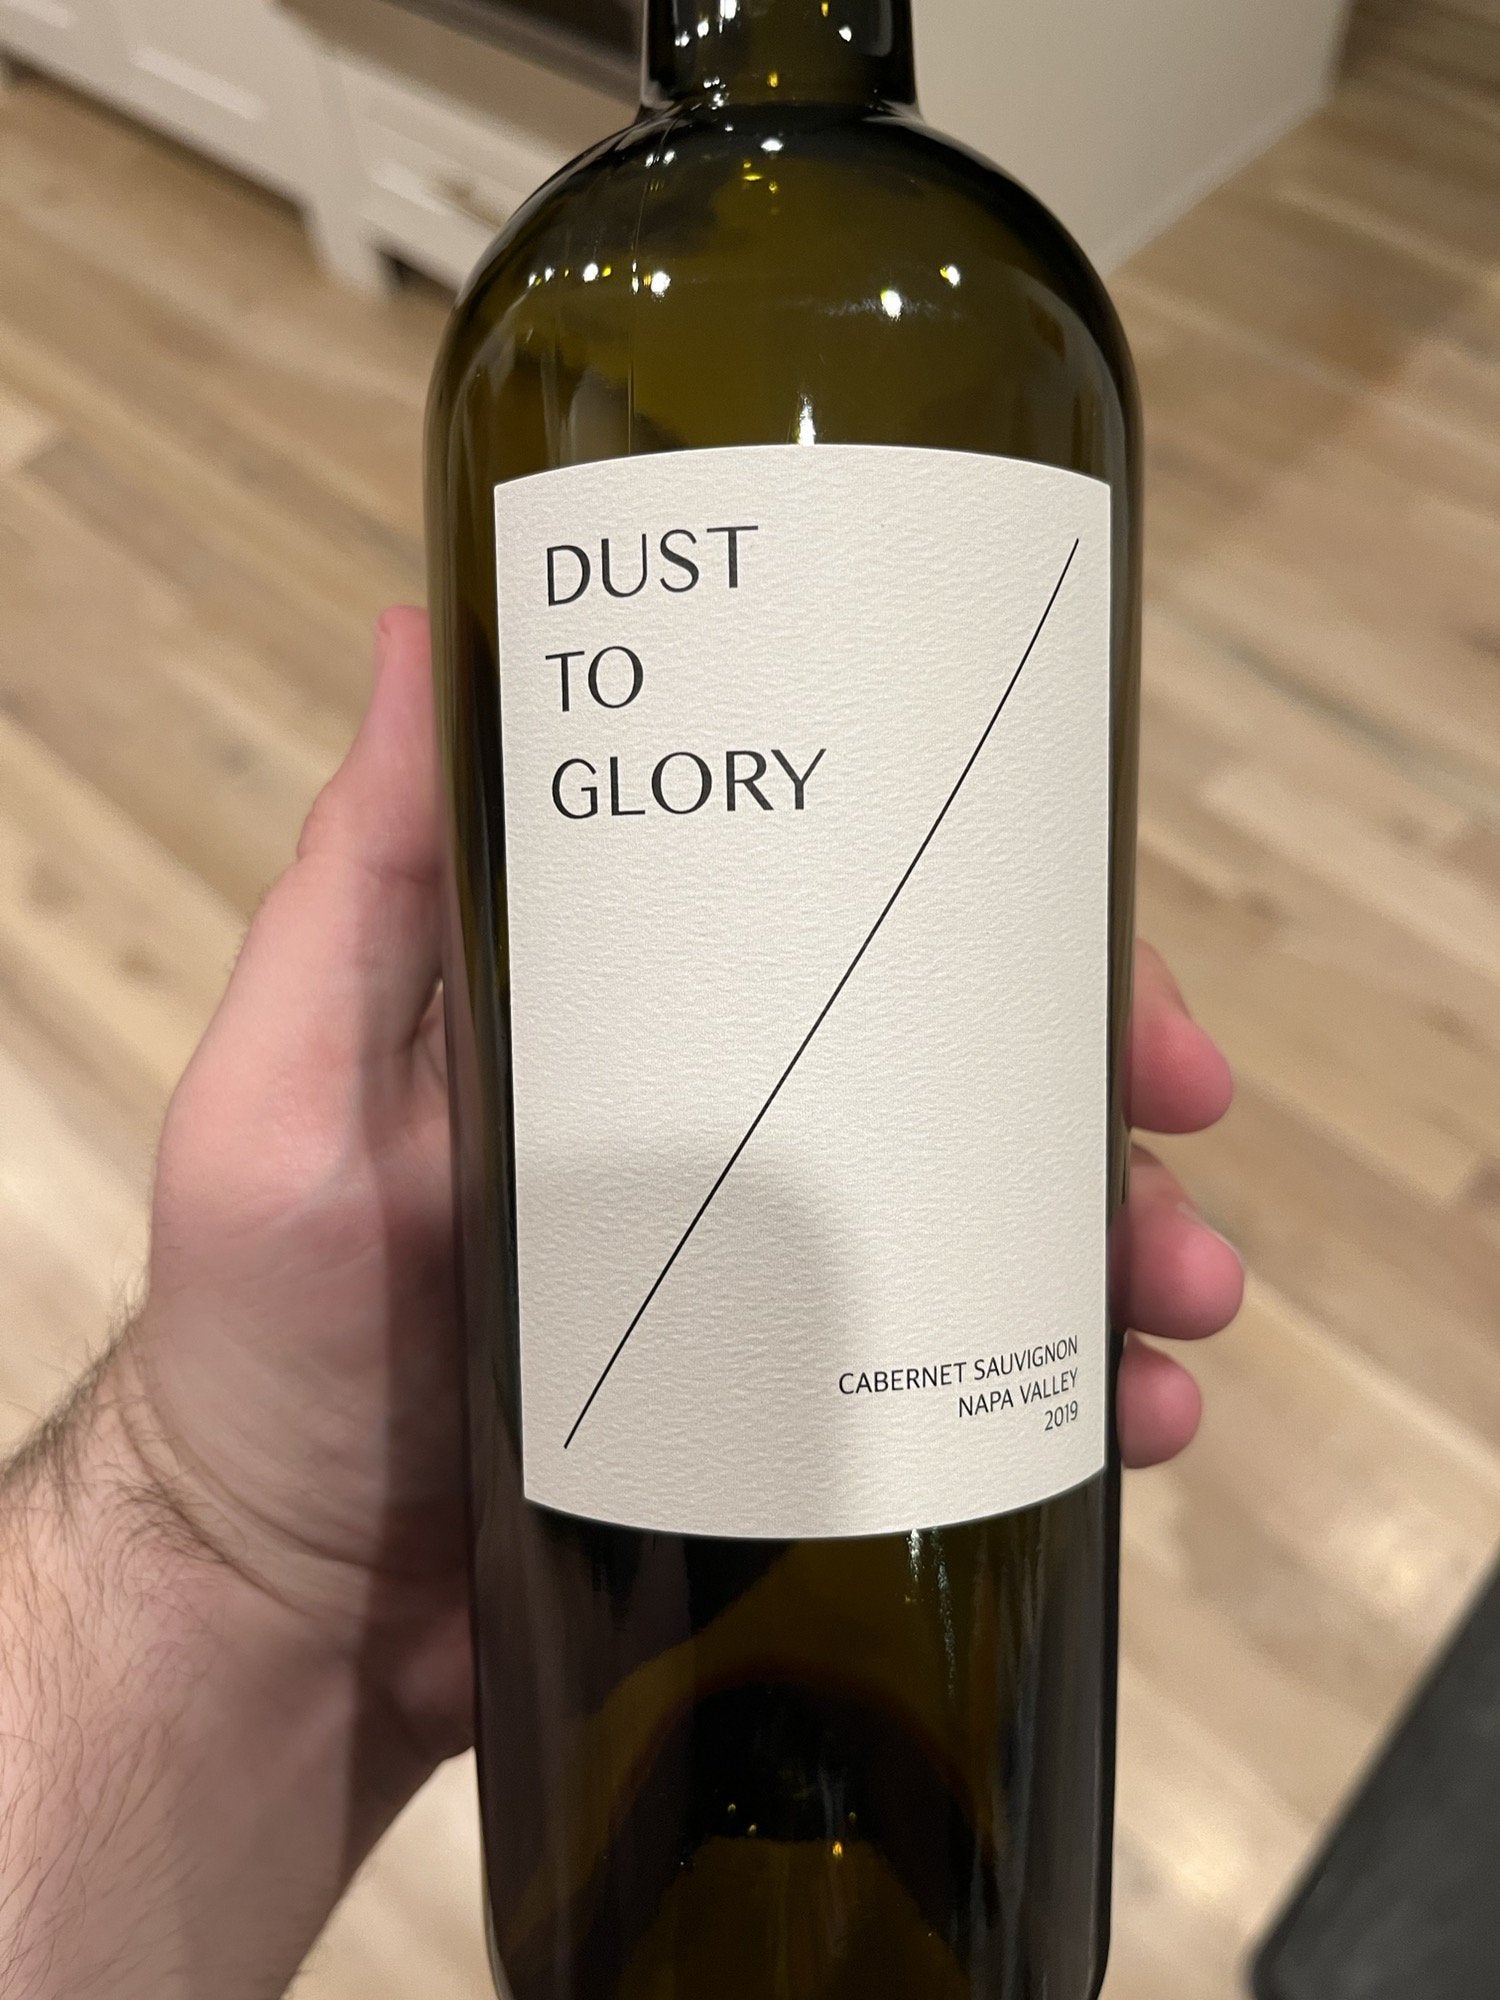 DUST
TO
GLORY
CABERNET SAUVIGNON
NAPA VALLEY
2019